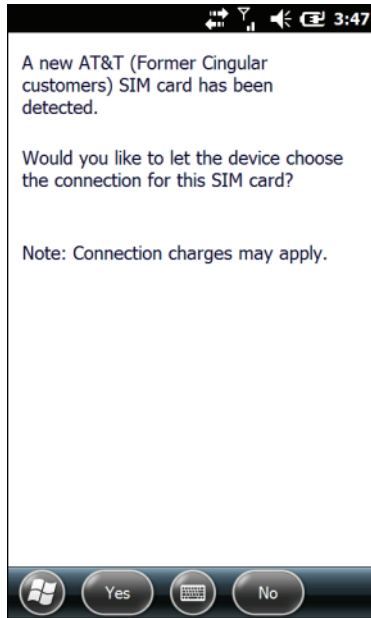 3:47
A new AT&T (Former Cingular
customers) SIM card has been
detected.
Would you like to let the device choose
the connection for this SIM card?
Note: Connection charges may apply.
Yes No